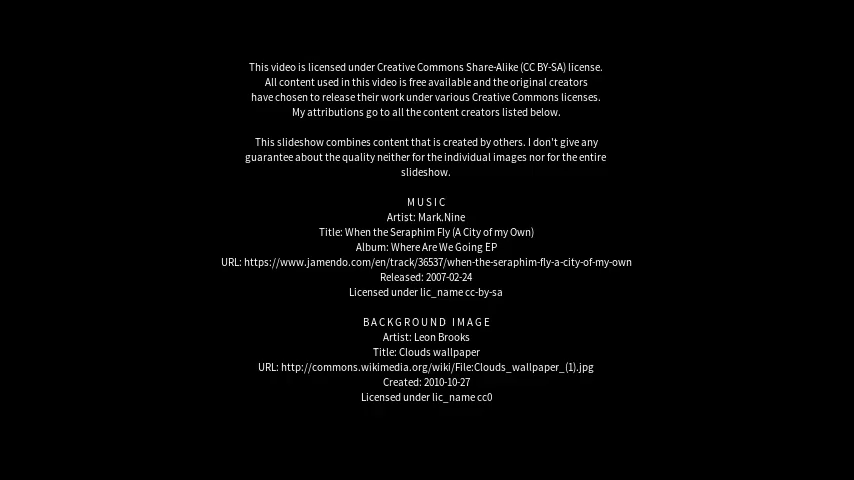 This video is licensed under Creative Commons Share-Alike (CC BY-SA) license.
All content used in this video is free available and the original creators
have chosen to release their work under various Creative Commons licenses.
My attributions go to all the content creators listed below.
This slideshow combines content that is created by others. I don't give any
guarantee about the quality neither for the individual images nor for the entire
slideshow.
MUSIC
Artist: Mark.Nine
Title: When the Seraphim Fly (A City of my Own)
Album: Where Are We Going EP
URL: https://www.jamendo.com/en/track/36537/when-the-seraphim-fly-a-city-of-my-own
Released: 2007-02-24
Licensed under lic_name cc-by-sa
BACKGROUND IMAGE
Artist: Leon Brooks
Title: Clouds wallpaper
URL: http://commons.wikimedia.org/wiki/File:Clouds_wallpaper_(1).jpg
Created: 2010-10-27
Licensed under lic_name cc0